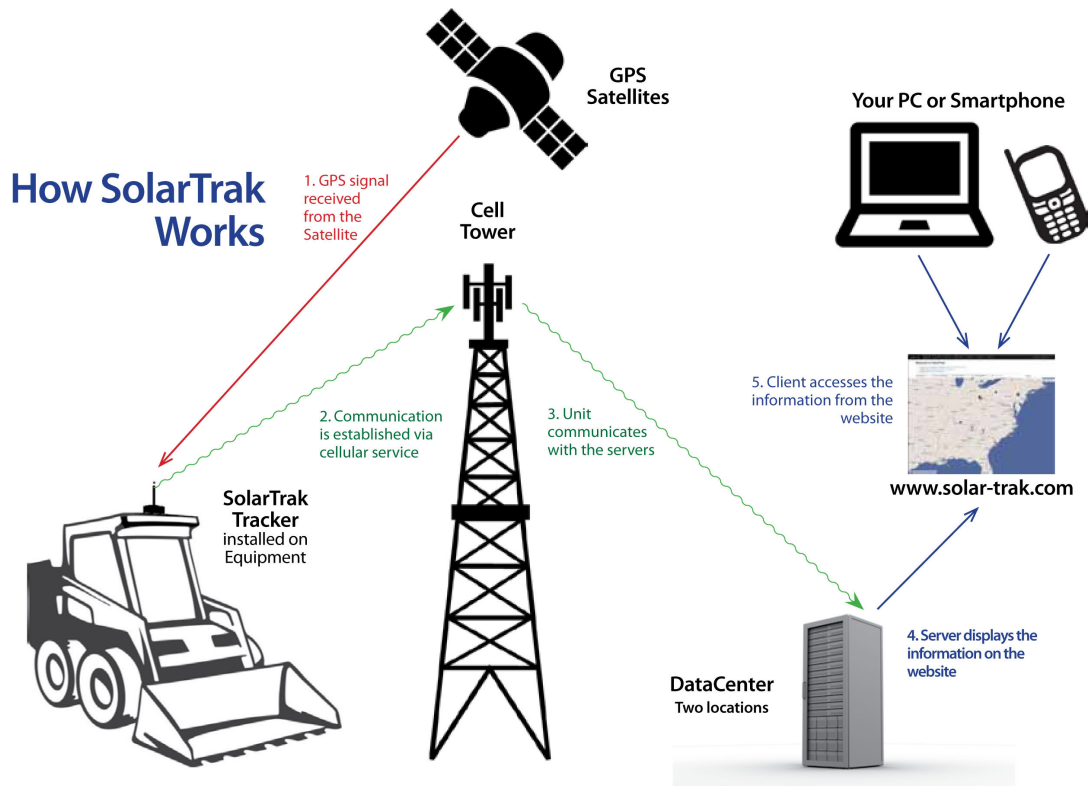 How SolarTrak
Works
GPS
Satellites
Your PC or Smartphone
1. GPS signal
received
from the
Satellite
Cell
Tower
2. Communication
is established via
cellular service
3. Unit
communicates
with the servers
5. Client accesses the
information from the
website
www.solar-trak.com
SolarTrak
Tracker
installed on
Equipment
4. Server displays the
information on the
website
DataCenter
Two locations